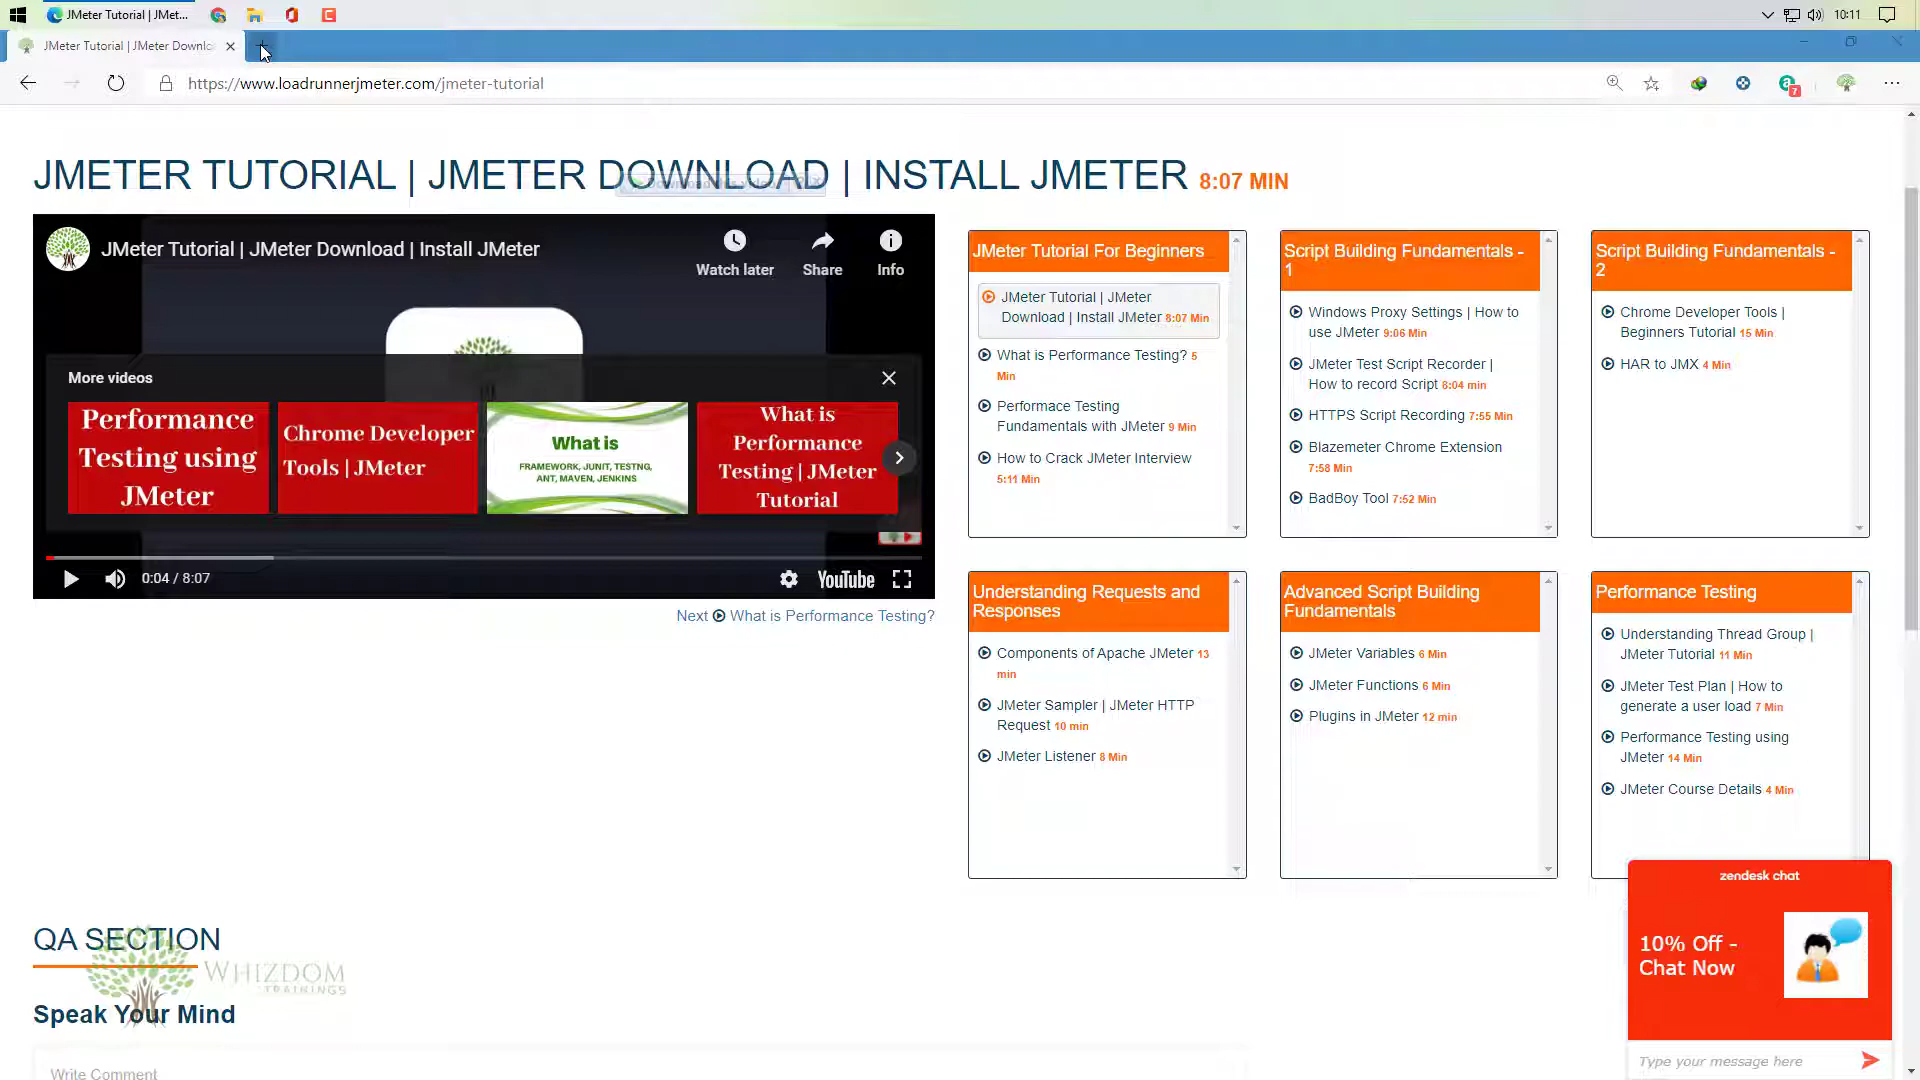 JMeter Tutorial | JMet...
10:11
JMeter Tutorial | JMeter Downlo
https://www.loadrunnerjmeter.com/jmeter-tutorial
7
JMETER TUTORIAL | JMETER DOWNLOAD | INSTALL JMETER 8:07 MIN
JMeter Tutorial | JMeter Download | Install JMeter
Watch later
Share
Info
More videos
Performance
Testing using
JMeter
Chrome Developer
Tools | JMeter
What is
FRAMEWORK, JUNIT, TESTNG,
ANT, MAVEN, JENKINS
What is
Performance
Testing | JMeter
Tutorial
0:04 / 8:07
YouTube
Next What is Performance Testing?
JMeter Tutorial For Beginners
JMeter Tutorial | JMeter
Download | Install JMeter 8:07 Min
What is Performance Testing? 5
Min
Performace Testing
Fundamentals with JMeter 9 Min
How to Crack JMeter Interview
5:11 Min
Script Building Fundamentals -
1
Windows Proxy Settings | How to
use JMeter 9:06 Min
JMeter Test Script Recorder |
How to record Script 8:04 min
HTTPS Script Recording 7:55 Min
Blazemeter Chrome Extension
7:58 Min
BadBoy Tool 7:52 Min
Script Building Fundamentals -
2
Chrome Developer Tools |
Beginners Tutorial 15 Min
HAR to JMX 4 Min
Understanding Requests and
Responses
Components of Apache JMeter 13
min
JMeter Sampler | JMeter HTTP
Request 10 min
JMeter Listener 8 Min
Advanced Script Building
Fundamentals
JMeter Variables 6 Min
JMeter Functions 6 Min
Plugins in JMeter 12 min
Performance Testing
Understanding Thread Group |
JMeter Tutorial 11 Min
JMeter Test Plan | How to
generate a user load 7 Min
Performance Testing using
JMeter 14 Min
JMeter Course Details 4 Min
zendesk chat
10% Off -
Chat Now
Type your message here
QA SECTION
WHIZDOM
TRAININGS
Speak Your Mind
Write Comment